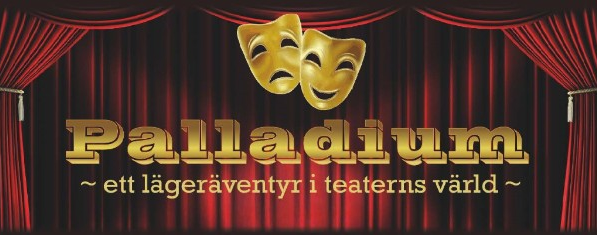 Palladium
~ ett lägeräventyr i teaterns värld ~